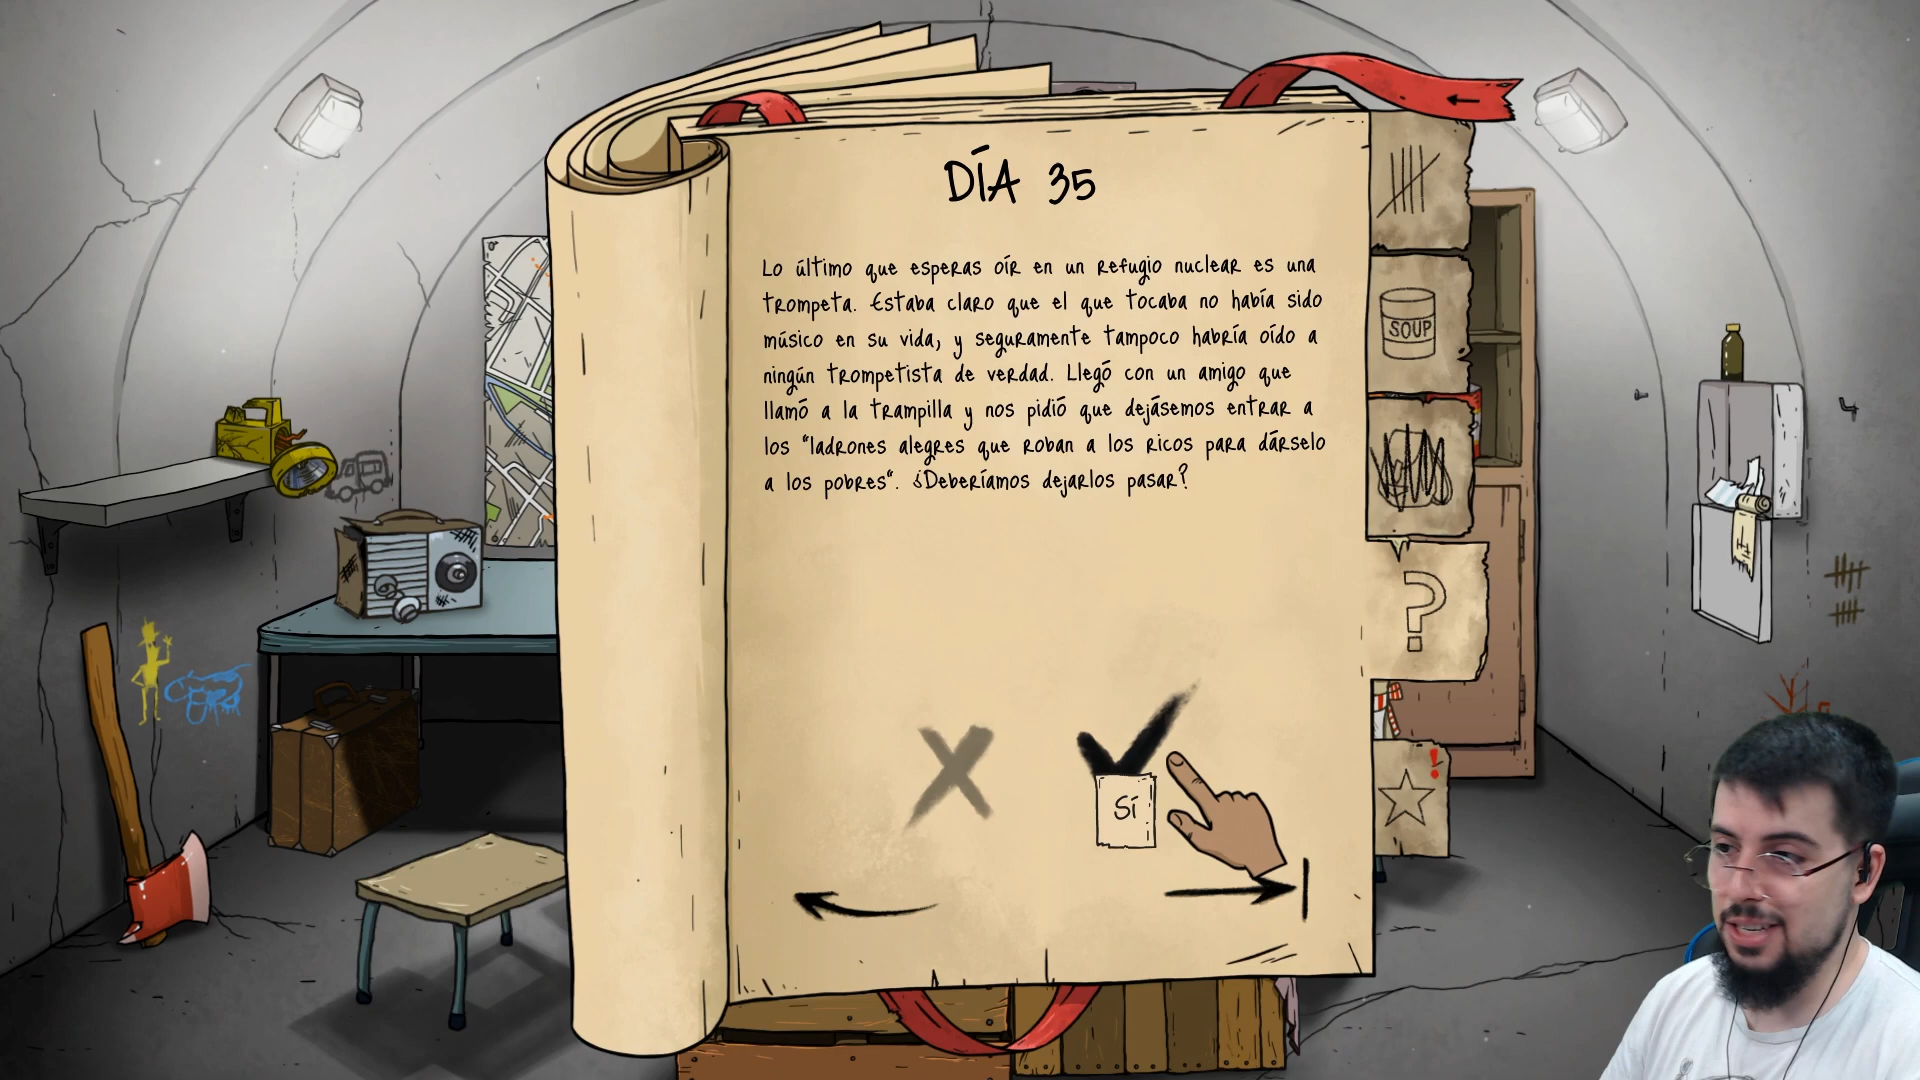 DÍA 35
Lo último que esperas oír en un refugio nuclear es una
trompeta. Estaba claro que el que tocaba no había sido
músico en su vida, y seguramente tampoco habría oído a
ningún trompetista de verdad. Llegó con un amigo que
llamó a la trampilla y nos pidió que dejásemos entrar a
los "ladrones alegres que roban a los ricos para dárselo
a los pobres". ¿Deberíamos dejarlos pasar?
SOUP
?
!
Sí